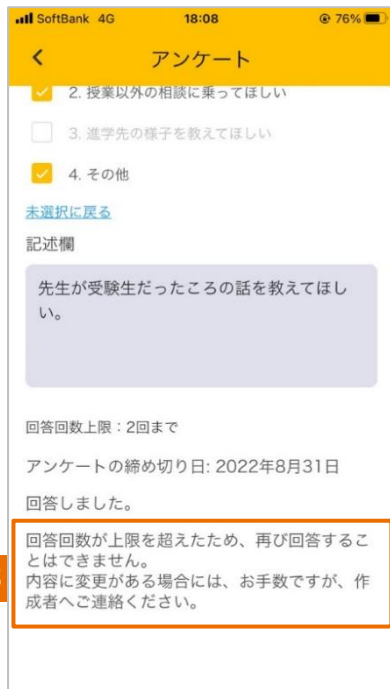 SoftBank 4G 18:08 76%
アンケート
2. 授業以外の相談に乗ってほしい
3. 進学先の様子を教えてほしい
4. その他
未選択に戻る
記述欄
先生が受験生だったころの話を教えてほし
い。
回答回数上限：2回まで
アンケートの締め切り日: 2022年8月31日
回答しました。
回答回数が上限を超えたため、再び回答するこ
とはできません。
内容に変更がある場合には、お手数ですが、作
成者へご連絡ください。